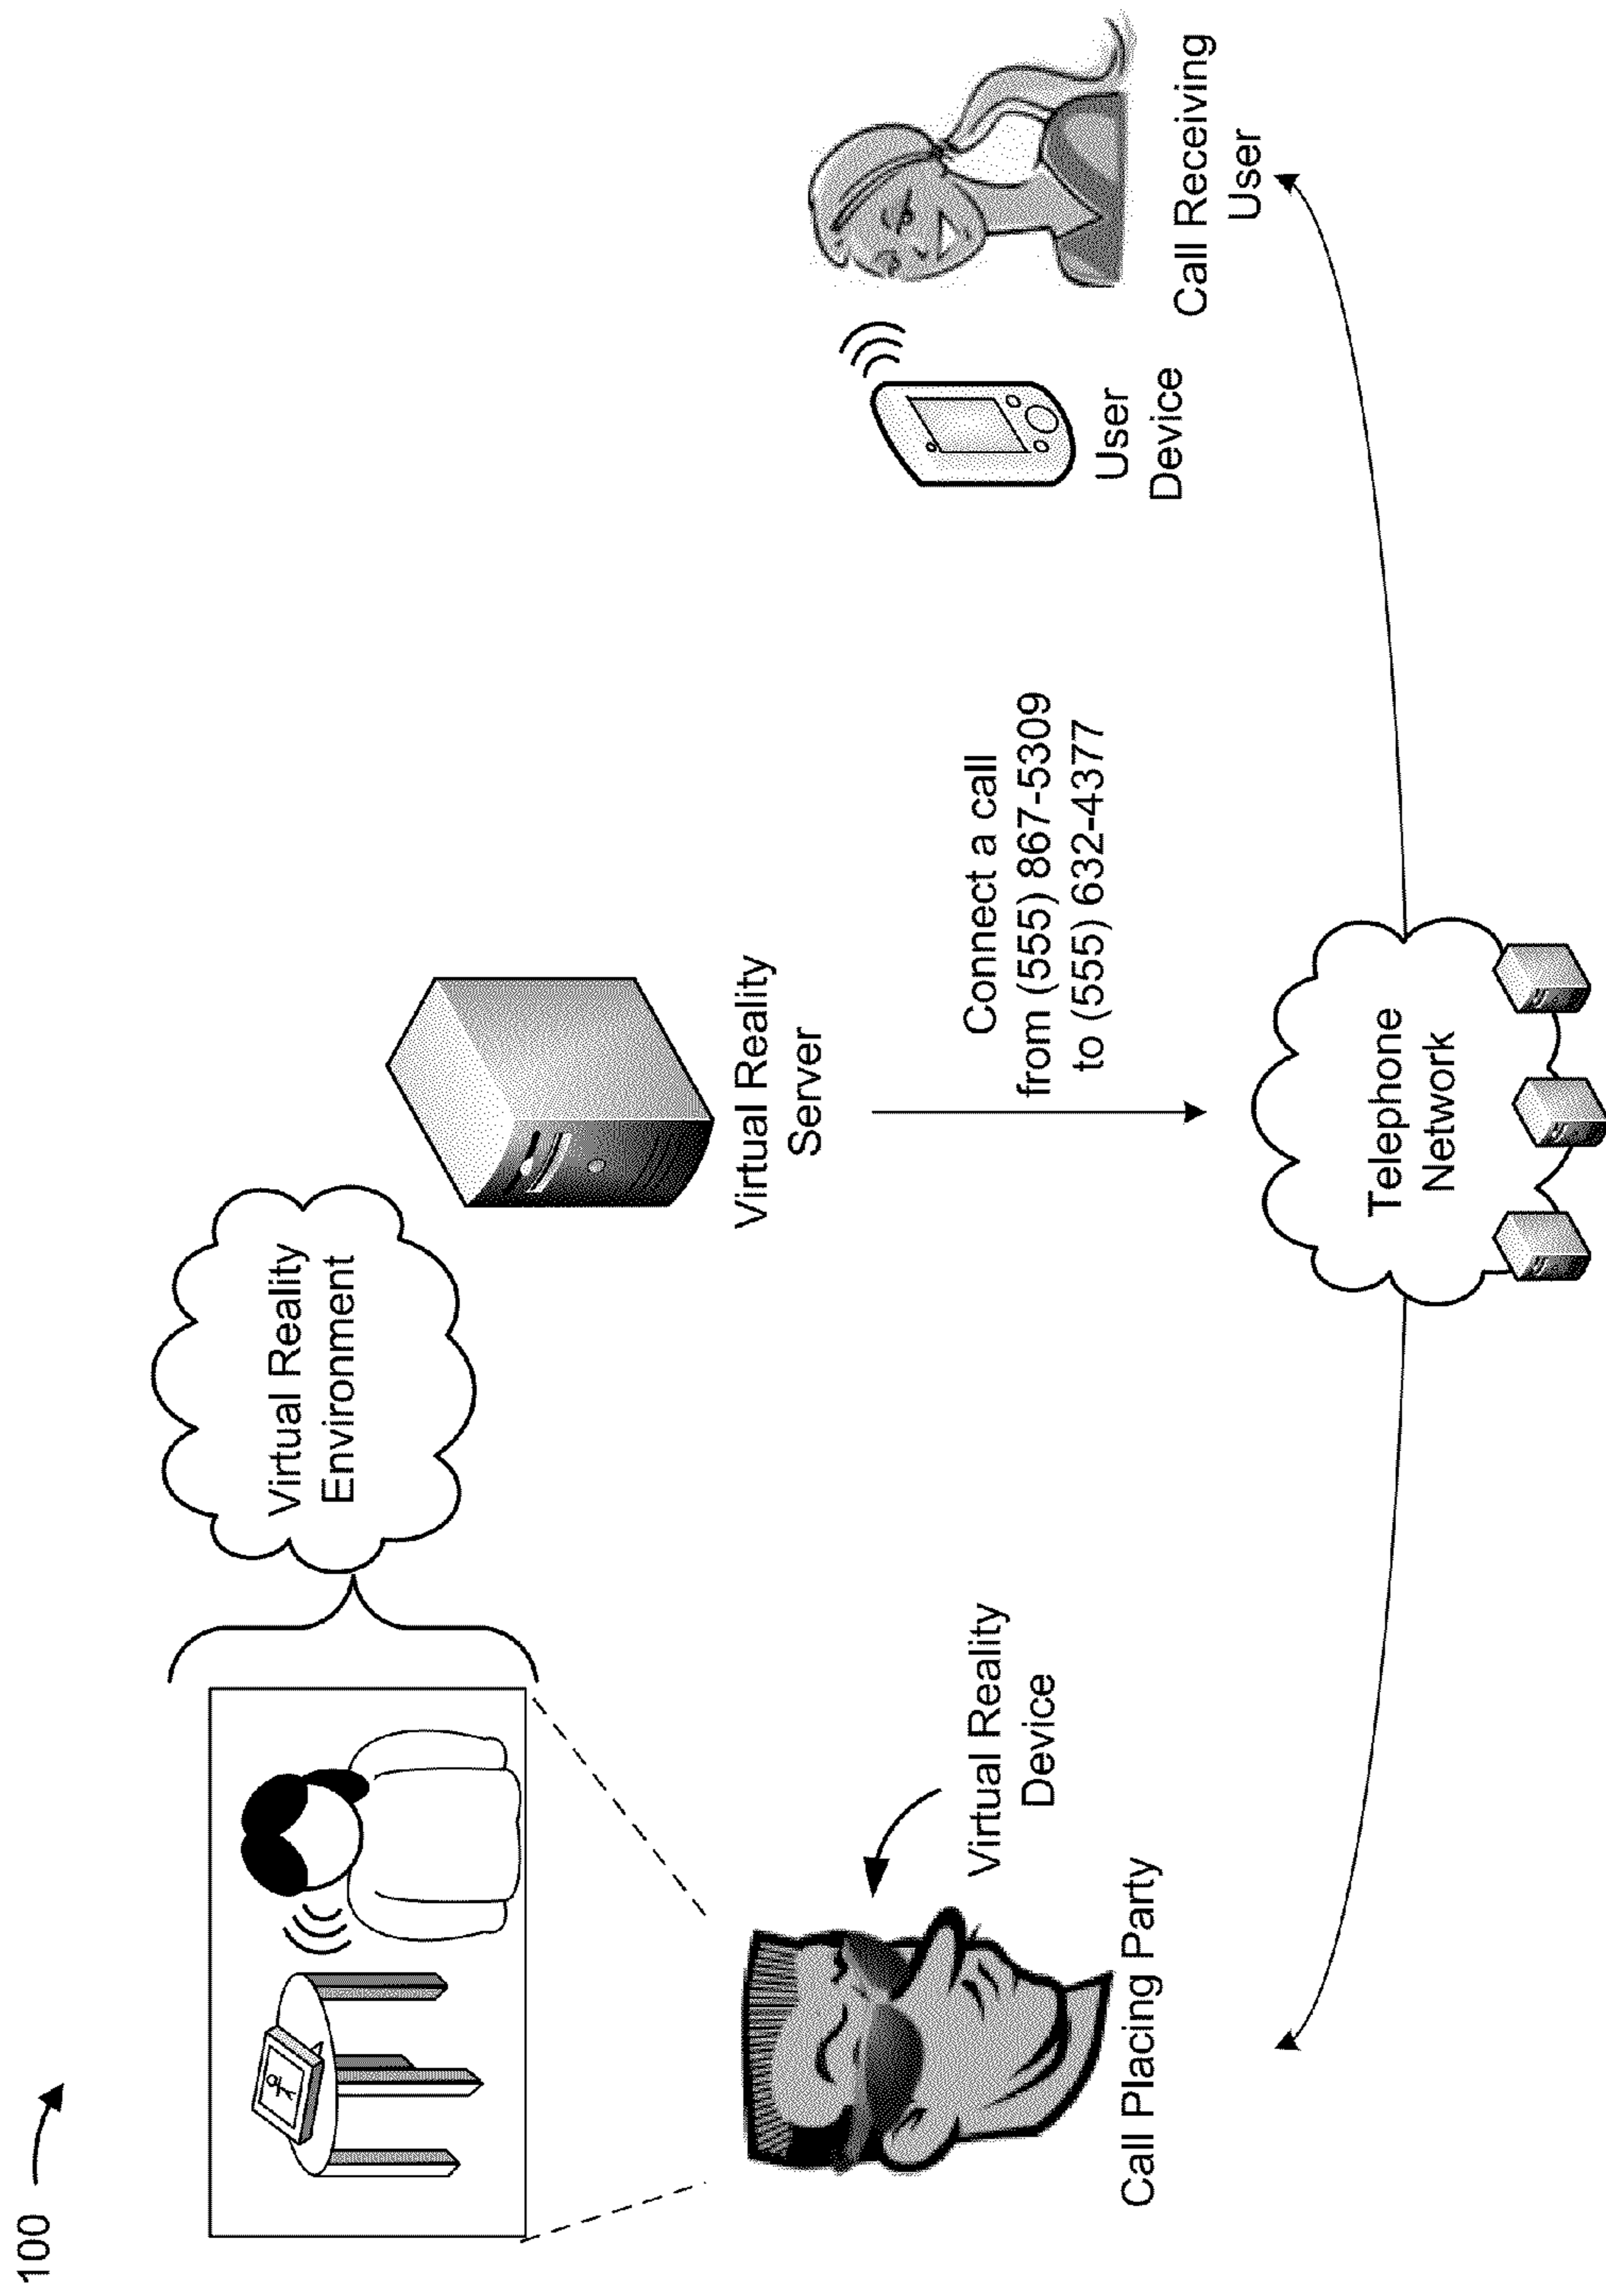 100
Virtual Reality
Environment
Virtual Reality
Server
Virtual Reality
Device
Call Placing Party
Connect a call
from (555) 867-5309
to (555) 632-4377
User
Device
Call Receiving
User
Telephone
Network